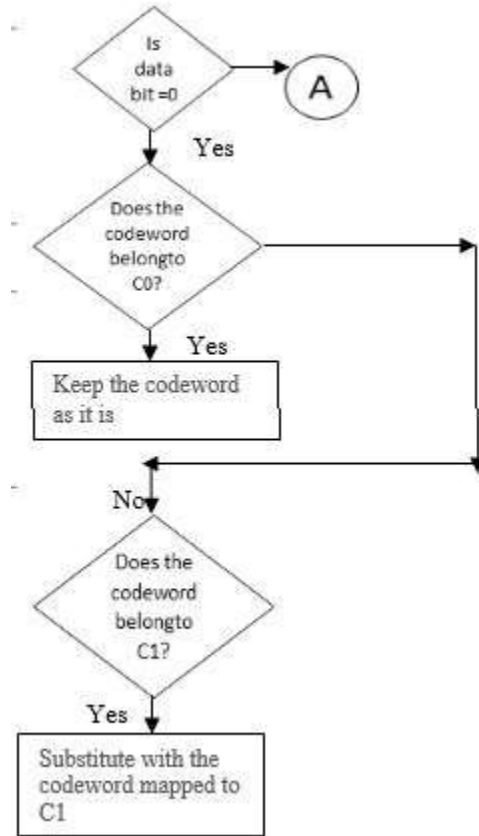 Is
data
bit =0
A
Yes
Does the
codeword
belongto
C0?
Yes
Keep the codeword
as it is
No
Does the
codeword
belongto
C1?
Yes
Substitute with the
codeword mapped to
C1